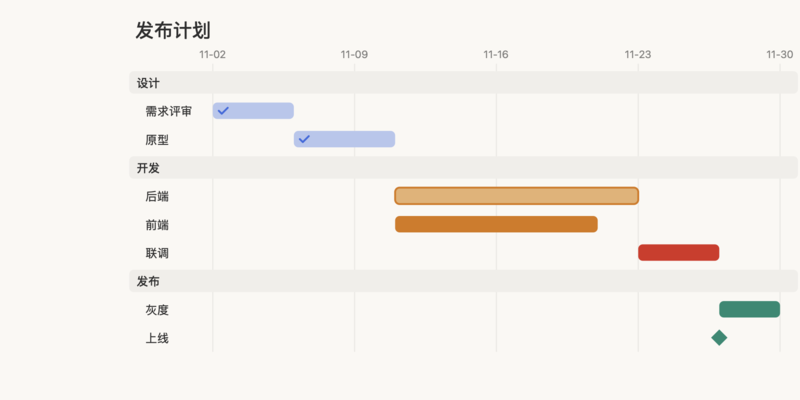 发布计划
11-02 11-09 11-16 11-23 11-30
设计
需求评审
原型
开发
后端
前端
联调
发布
灰度
上线